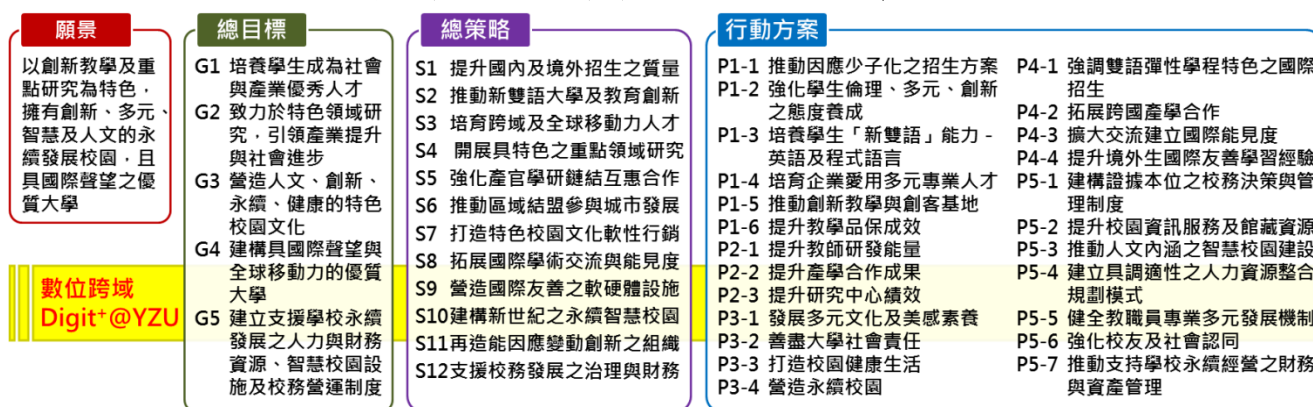 願景
以創新教學及重
點研究為特色，
擁有創新、多元、
智慧及人文的永
續發展校園，且
具國際聲望之優
質大學
數位跨域
Digit⁺@YZU
總目標
G1 培養學生成為社會
與產業優秀人才
G2 致力於特色領域研
究，引領產業提升
與社會進步
G3 營造人文、創新、
永續、健康的特色
校園文化
G4 建構具國際聲望與
全球移動力的優質
大學
G5 建立支援學校永續
發展之人力與財務
資源、智慧校園設
施及校務營運制度
總策略
S1 提升國內及境外招生之質量
S2 推動新雙語大學及教育創新
S3 培育跨域及全球移動力人才
S4 開展具特色之重點領域研究
S5 強化產官學研鏈結互惠合作
S6 推動區域結盟參與城市發展
S7 打造特色校園文化軟性行銷
S8 拓展國際學術交流與能見度
S9 營造國際友善之軟硬體設施
S10建構新世紀之永續智慧校園
S11再造能因應變動創新之組織
S12支援校務發展之治理與財務
行動方案
P1-1 推動因應少子化之招生方案
P1-2 強化學生倫理、多元、創新
之態度養成
P1-3 培養學生「新雙語」能力 -
英語及程式語言
P1-4 培育企業愛用多元專業人才
P1-5 推動創新教學與創客基地
P1-6 提升教學品保成效
P2-1 提升教師研發能量
P2-2 提升產學合作成果
P2-3 提升研究中心績效
P3-1 發展多元文化及美感素養
P3-2 善盡大學社會責任
P3-3 打造校園健康生活
P3-4 營造永續校園
P4-1 強調雙語彈性學程特色之國際
招生
P4-2 拓展跨國產學合作
P4-3 擴大交流建立國際能見度
P4-4 提升境外生國際友善學習經驗
P5-1 建構證據本位之校務決策與管
理制度
P5-2 提升校園資訊服務及館藏資源
P5-3 推動人文內涵之智慧校園建設
P5-4 建立具調適性之人力資源整合
規劃模式
P5-5 健全教職員專業多元發展機制
P5-6 強化校友及社會認同
P5-7 推動支持學校永續經營之財務
與資產管理